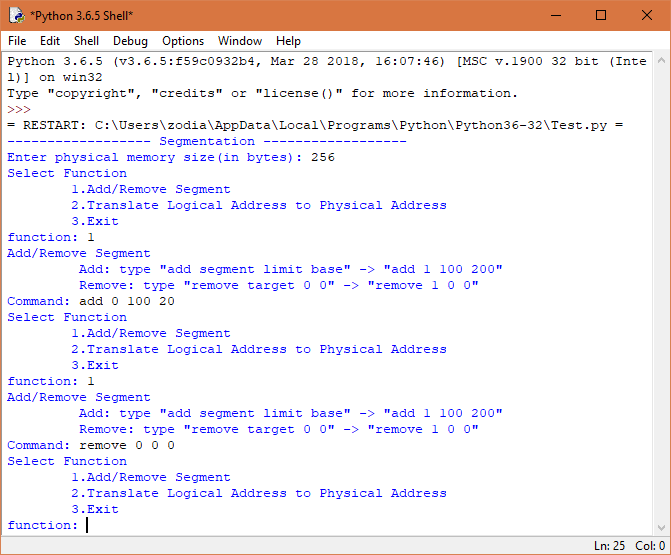 *Python 3.6.5 Shell*
File Edit Shell Debug Options Window Help
Python 3.6.5 (v3.6.5:f59c0932b4, Mar 28 2018, 16:07:46) [MSC v.1900 32 bit (Inte
l)] on win32
Type "copyright", "credits" or "license()" for more information.
>>>
= RESTART: C:\Users\zodia\AppData\Local\Programs\Python\Python36-32\Test.py =
------------------ Segmentation ------------------
Enter physical memory size(in bytes): 256
Select Function
        1.Add/Remove Segment
        2.Translate Logical Address to Physical Address
        3.Exit
function: 1
Add/Remove Segment
         Add: type "add segment limit base" -> "add 1 100 200"
         Remove: type "remove target 0 0" -> "remove 1 0 0"
Command: add 0 100 20
Select Function
        1.Add/Remove Segment
        2.Translate Logical Address to Physical Address
        3.Exit
function: 1
Add/Remove Segment
         Add: type "add segment limit base" -> "add 1 100 200"
         Remove: type "remove target 0 0" -> "remove 1 0 0"
Command: remove 0 0 0
Select Function
        1.Add/Remove Segment
        2.Translate Logical Address to Physical Address
        3.Exit
function:
Ln: 25 Col: 0